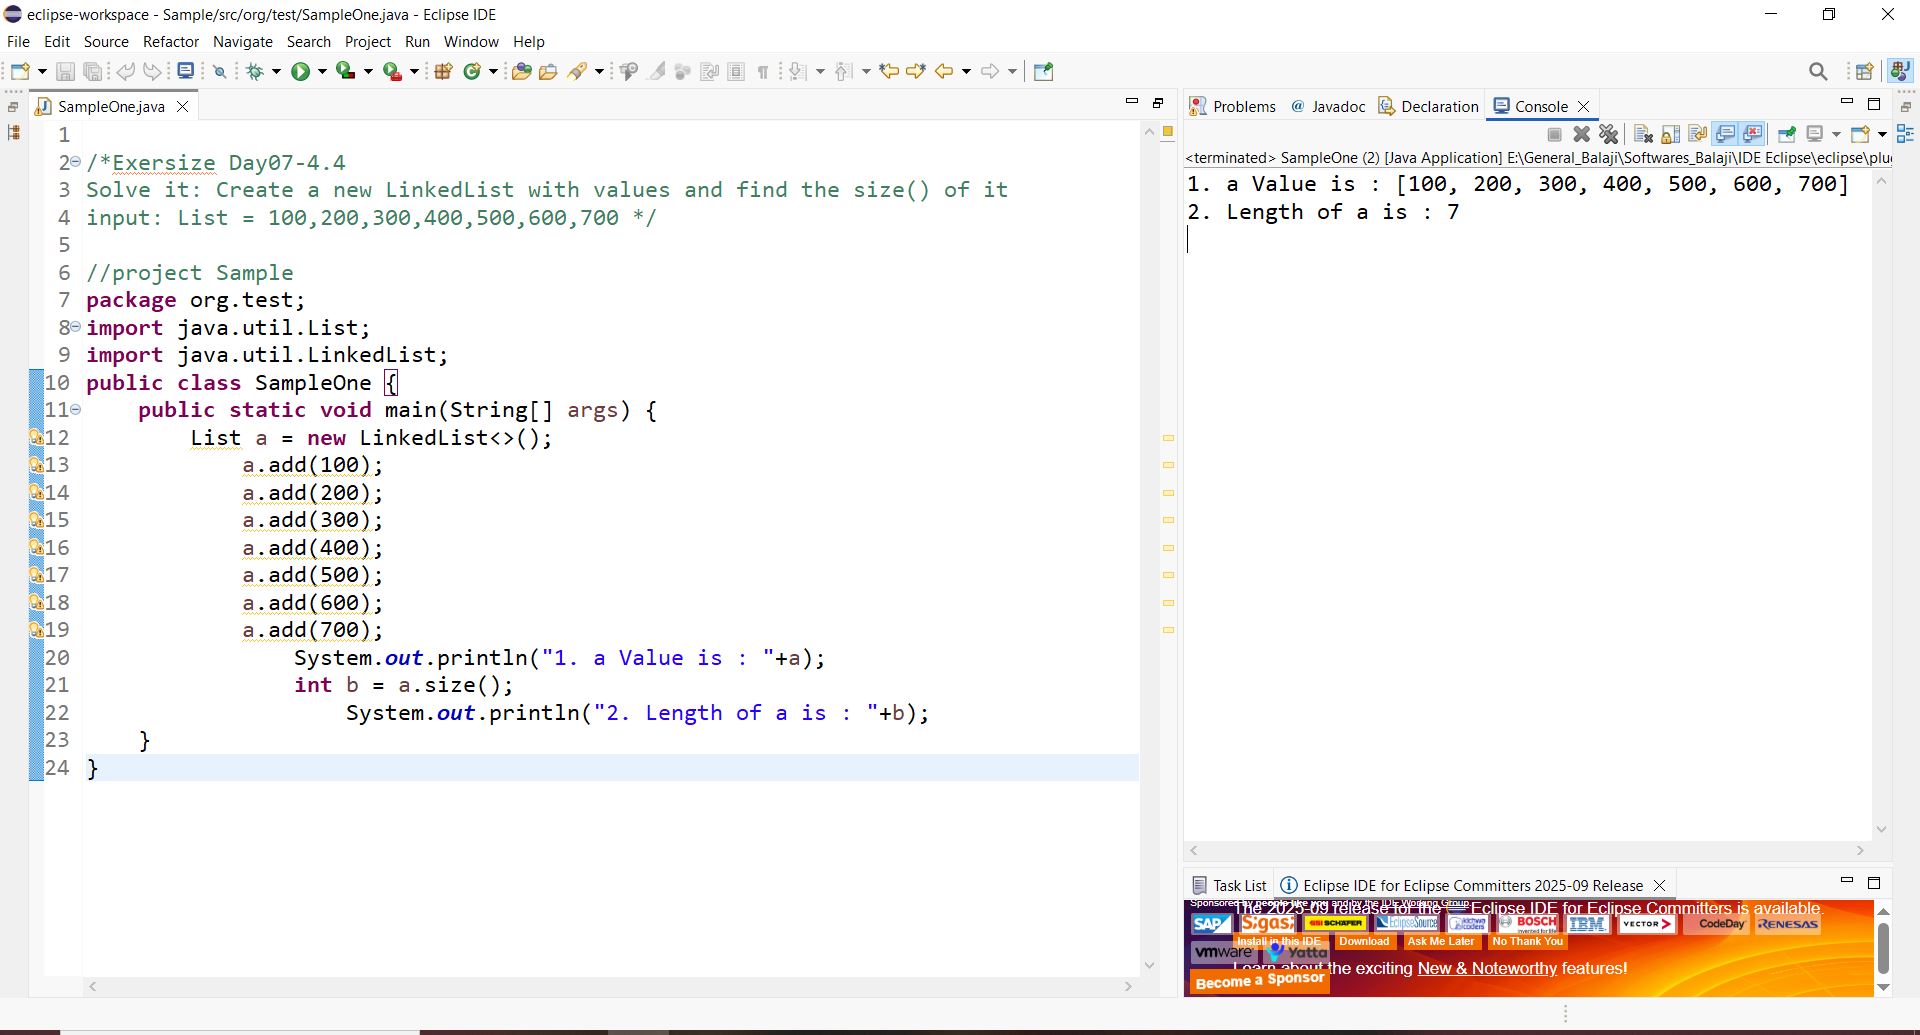 eclipse-workspace - Sample/src/org/test/SampleOne.java - Eclipse IDE
File Edit Source Refactor Navigate Search Project Run Window Help
SampleOne.java
1
2 /*Exersize Day07-4.4
3 Solve it: Create a new LinkedList with values and find the size() of it
4 input: List = 100,200,300,400,500,600,700 */
5
6 //project Sample
7 package org.test;
8 import java.util.List;
9 import java.util.LinkedList;
10 public class SampleOne {
11 public static void main(String[] args) {
12 List a = new LinkedList<>();
13 a.add(100);
14 a.add(200);
15 a.add(300);
16 a.add(400);
17 a.add(500);
18 a.add(600);
19 a.add(700);
20 System.out.println("1. a Value is : "+a);
21 int b = a.size();
22 System.out.println("2. Length of a is : "+b);
23 }
24 }
Problems @ Javadoc Declaration Console
<terminated> SampleOne (2) [Java Application] E:\General_Balaji\Softwares_Balaji\IDE Eclipse\eclipse\plu
1. a Value is : [100, 200, 300, 400, 500, 600, 700]
2. Length of a is : 7
Task List Eclipse IDE for Eclipse Committers 2025-09 Release
Sponsored by people like you and by the IDE Working Group
The 2025-09 release for the Eclipse IDE for Eclipse Committers is available.
SAP Sigasi SSI SCHAEFER EclipseSource BOSCH IBM VECTOR CodeDay RENESAS
Install in this IDE Download Ask Me Later No Thank You
vmware Yatta
Learn about the exciting New & Noteworthy features!
Become a Sponsor